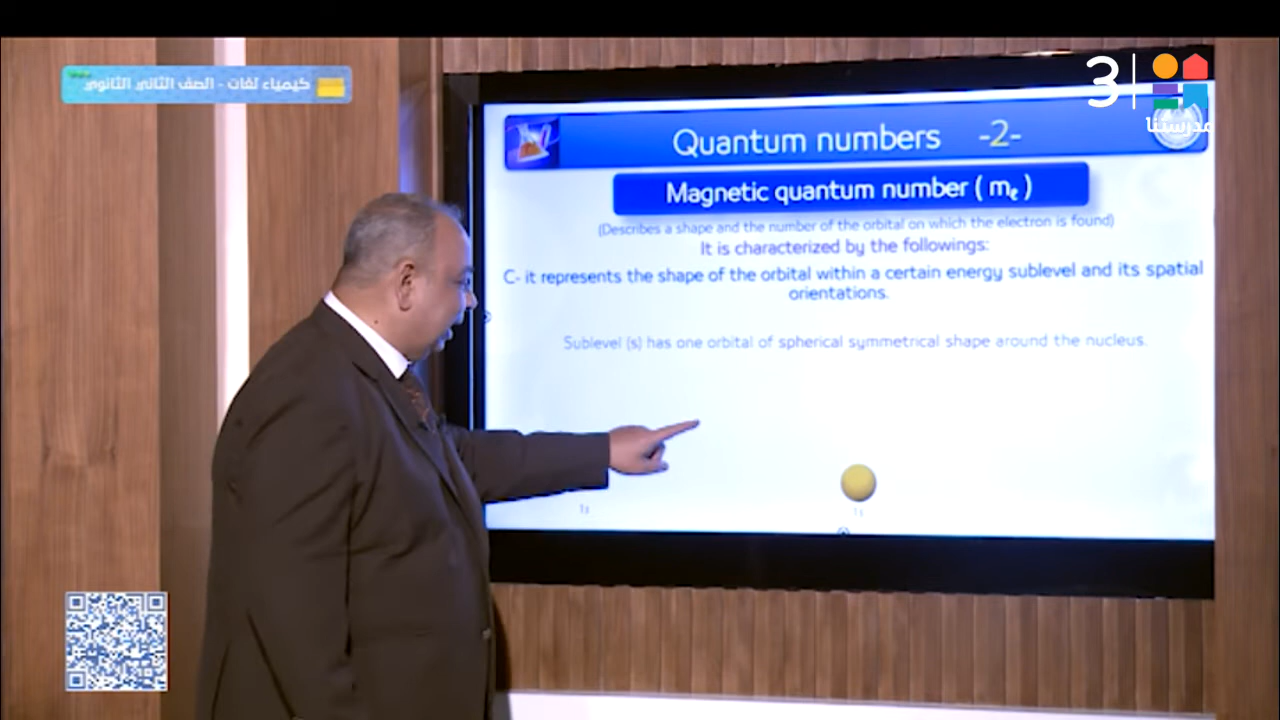 كيمياء لغات - الصف الثاني الثانوي
3
مدرستنا
Quantum numbers -2-
Magnetic quantum number ( mℓ )
(Describes a shape and the number of the orbital on which the electron is found)
It is characterized by the followings:
C- it represents the shape of the orbital within a certain energy sublevel and its spatial
orientations.
Sublevel (s) has one orbital of spherical symmetrical shape around the nucleus.
1s
1s